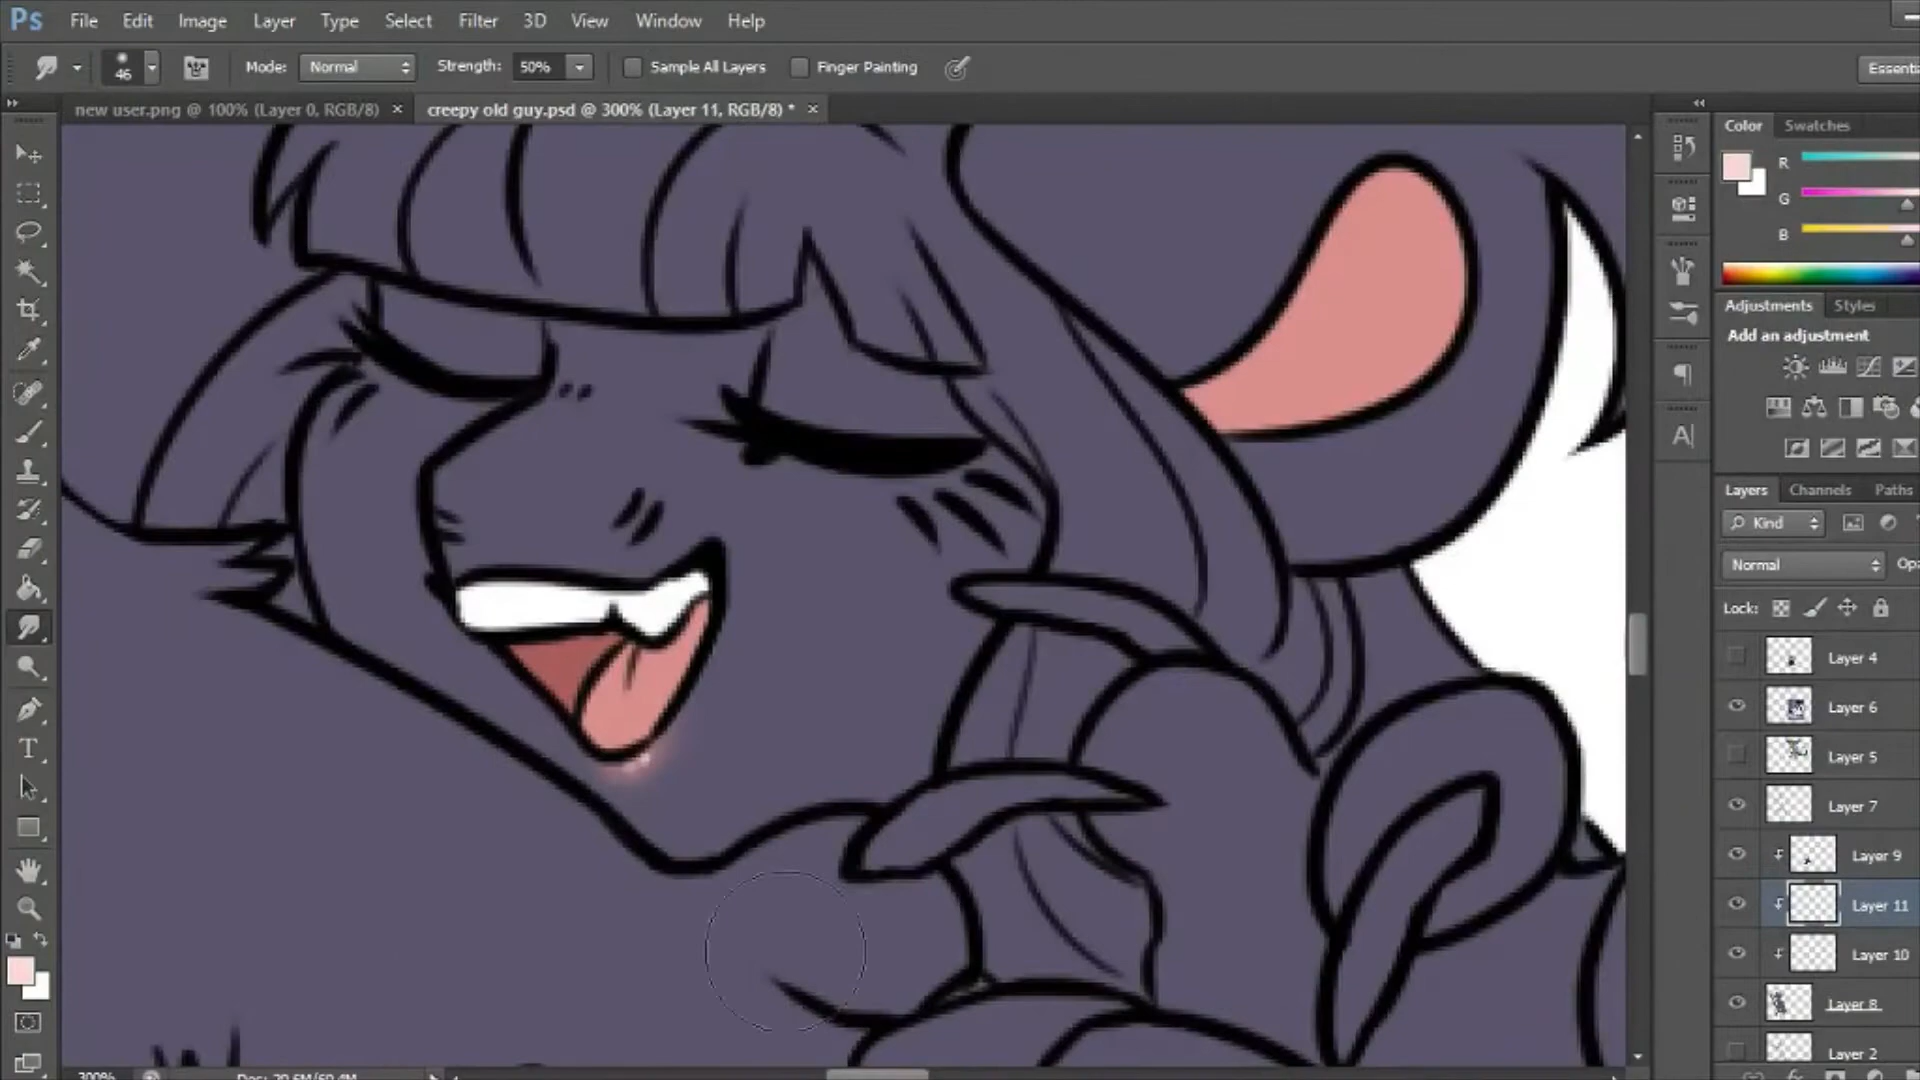 Ps File Edit Image Layer Type Select Filter 3D View Window Help
46 Mode: Normal Strength: 50% Sample All Layers Finger Painting Essenti
new user.png @ 100% (Layer 0, RGB/8) × creepy old guy.psd @ 300% (Layer 11, RGB/8) * ×
Color Swatches
R
G
B
Adjustments Styles
Add an adjustment
Layers Channels Paths
Kind
Normal Opa
Lock:
Layer 4
Layer 6
Layer 5
Layer 7
Layer 9
Layer 11
Layer 10
Layer 8
Layer 2
300%